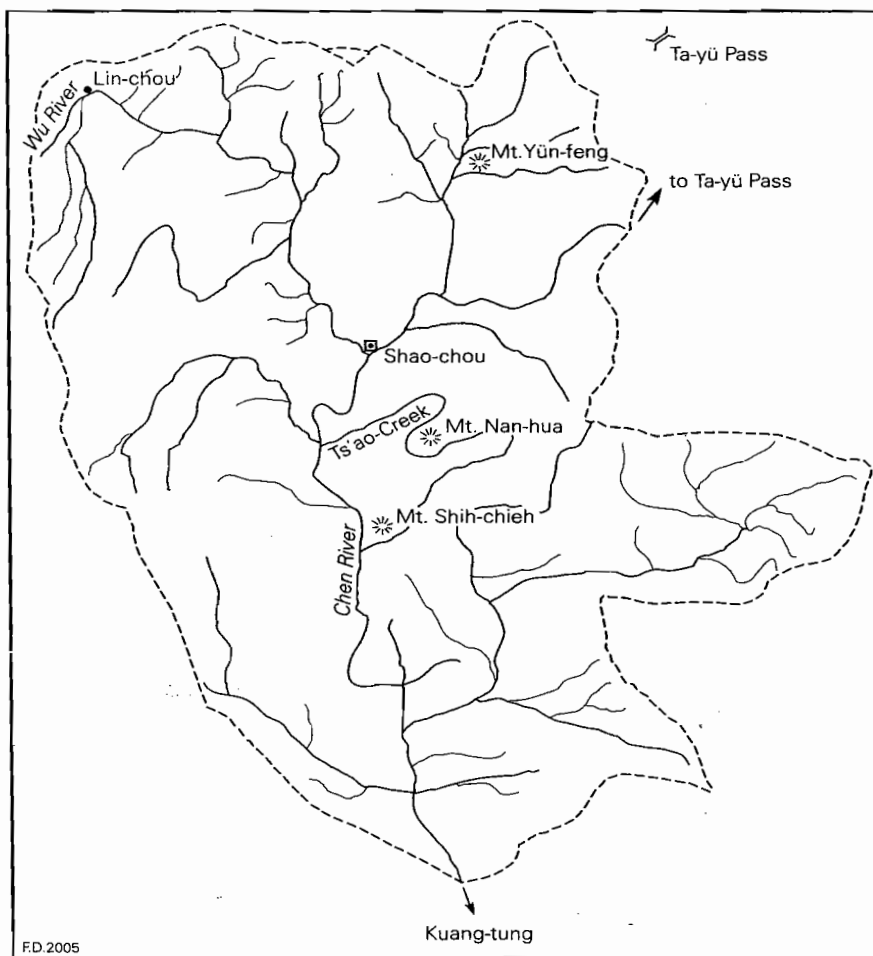 Ta-yü Pass
Lin-chou
Wu River
Mt. Yün-feng
to Ta-yü Pass
Shao-chou
Ts'ao-Creek
Mt. Nan-hua
Mt. Shih-chieh
Chen River
Kuang-tung
F.D.2005